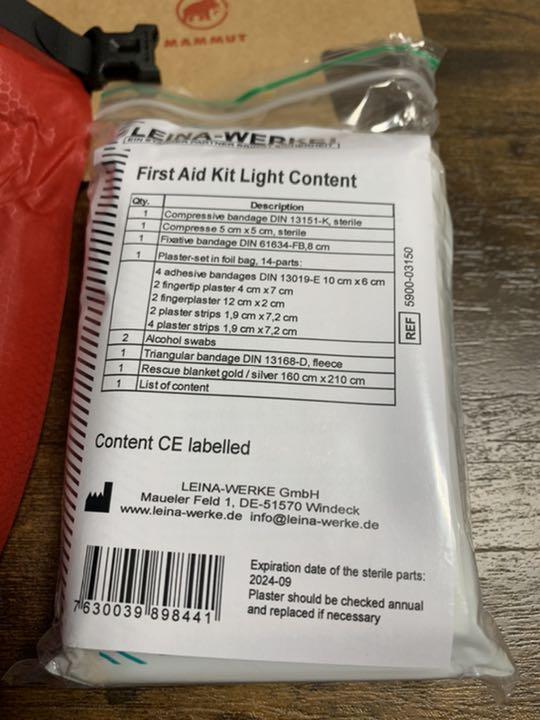 MAMMUT
LEINA-WERKE
First Aid Kit Light Content
Qty. Description
1 Compressive bandage DIN 13151-K, sterile
1 Compresse 5 cm x 5 cm, sterile
1 Fixative bandage DIN 61634-FB,8 cm
1 Plaster-set in foil bag, 14-parts:
4 adhesive bandages DIN 13019-E 10 cm x 6 cm
2 fingertip plaster 4 cm x 7 cm
2 fingerplaster 12 cm x 2 cm
2 plaster strips 1,9 cm x 7,2 cm
4 plaster strips 1,9 cm x 7,2 cm
2 Alcohol swabs
1 Triangular bandage DIN 13168-D, fleece
1 Rescue blanket gold / silver 160 cm x 210 cm
1 List of content
REF 5900-03150
Content CE labelled
LEINA-WERKE GmbH
Maueler Feld 1, DE-51570 Windeck
www.leina-werke.de info@leina-werke.de
7 630039 898441
Expiration date of the sterile parts:
2024-09
Plaster should be checked annual
and replaced if necessary